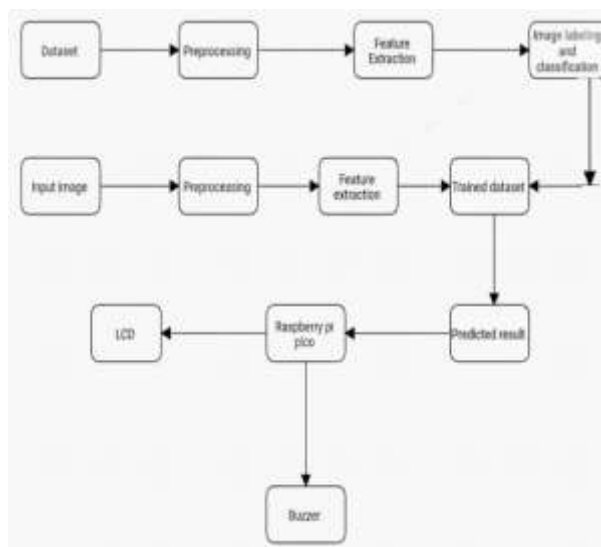 Dataset
Preprocessing
Feature
Extraction
Image labeling
and
classification
Input image
Preprocessing
Feature
extraction
Trained dataset
LCD
Raspberry pi
pico
Predicted result
Buzzer